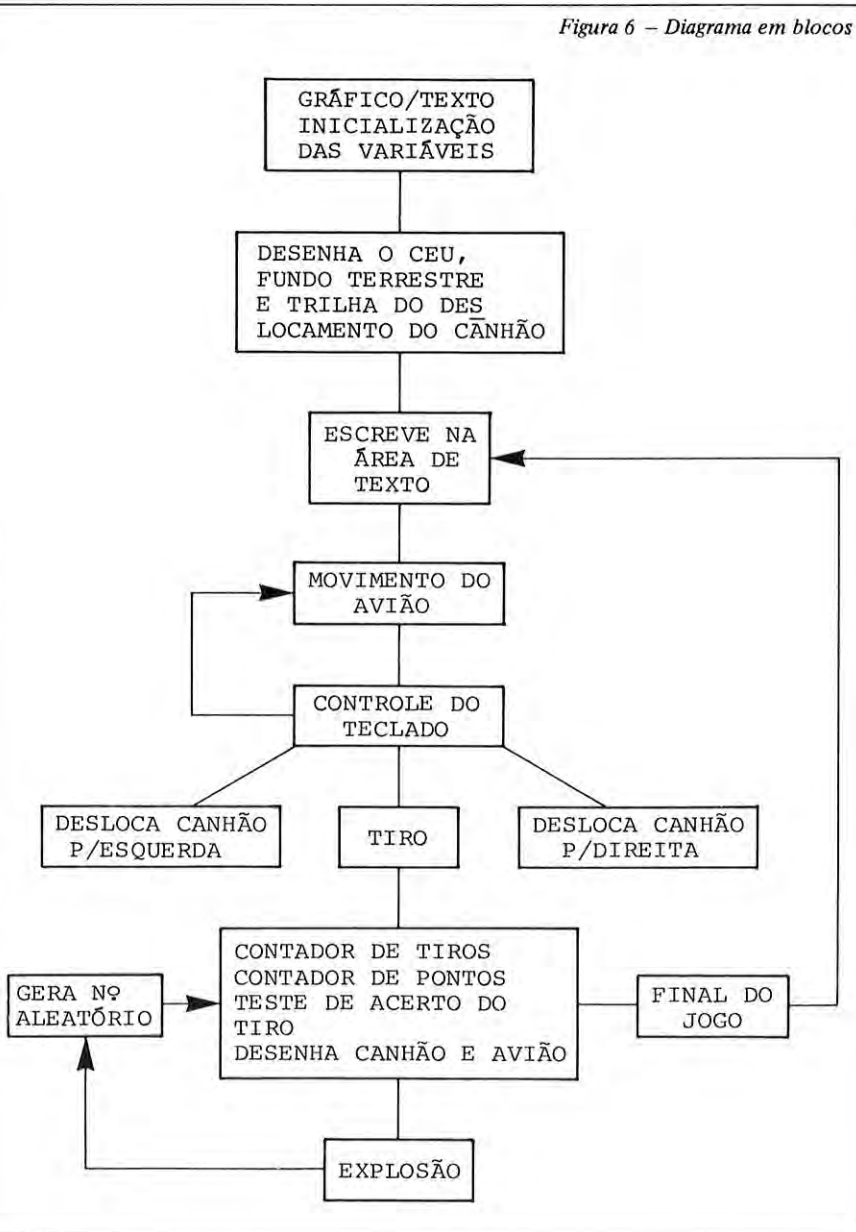 Figura 6 – Diagrama em blocos
GRÁFICO/TEXTO
INICIALIZAÇÃO
DAS VARIÁVEIS
DESENHA O CEU,
FUNDO TERRESTRE
E TRILHA DO DES
LOCAMENTO DO CANHÃO
ESCREVE NA
ÁREA DE
TEXTO
MOVIMENTO DO
AVIÃO
CONTROLE DO
TECLADO
DESLOCA CANHÃO
P/ESQUERDA
TIRO
DESLOCA CANHÃO
P/DIREITA
CONTADOR DE TIROS
CONTADOR DE PONTOS
TESTE DE ACERTO DO
TIRO
DESENHA CANHÃO E AVIÃO
GERA Nº
ALEATÓRIO
FINAL DO
JOGO
EXPLOSÃO